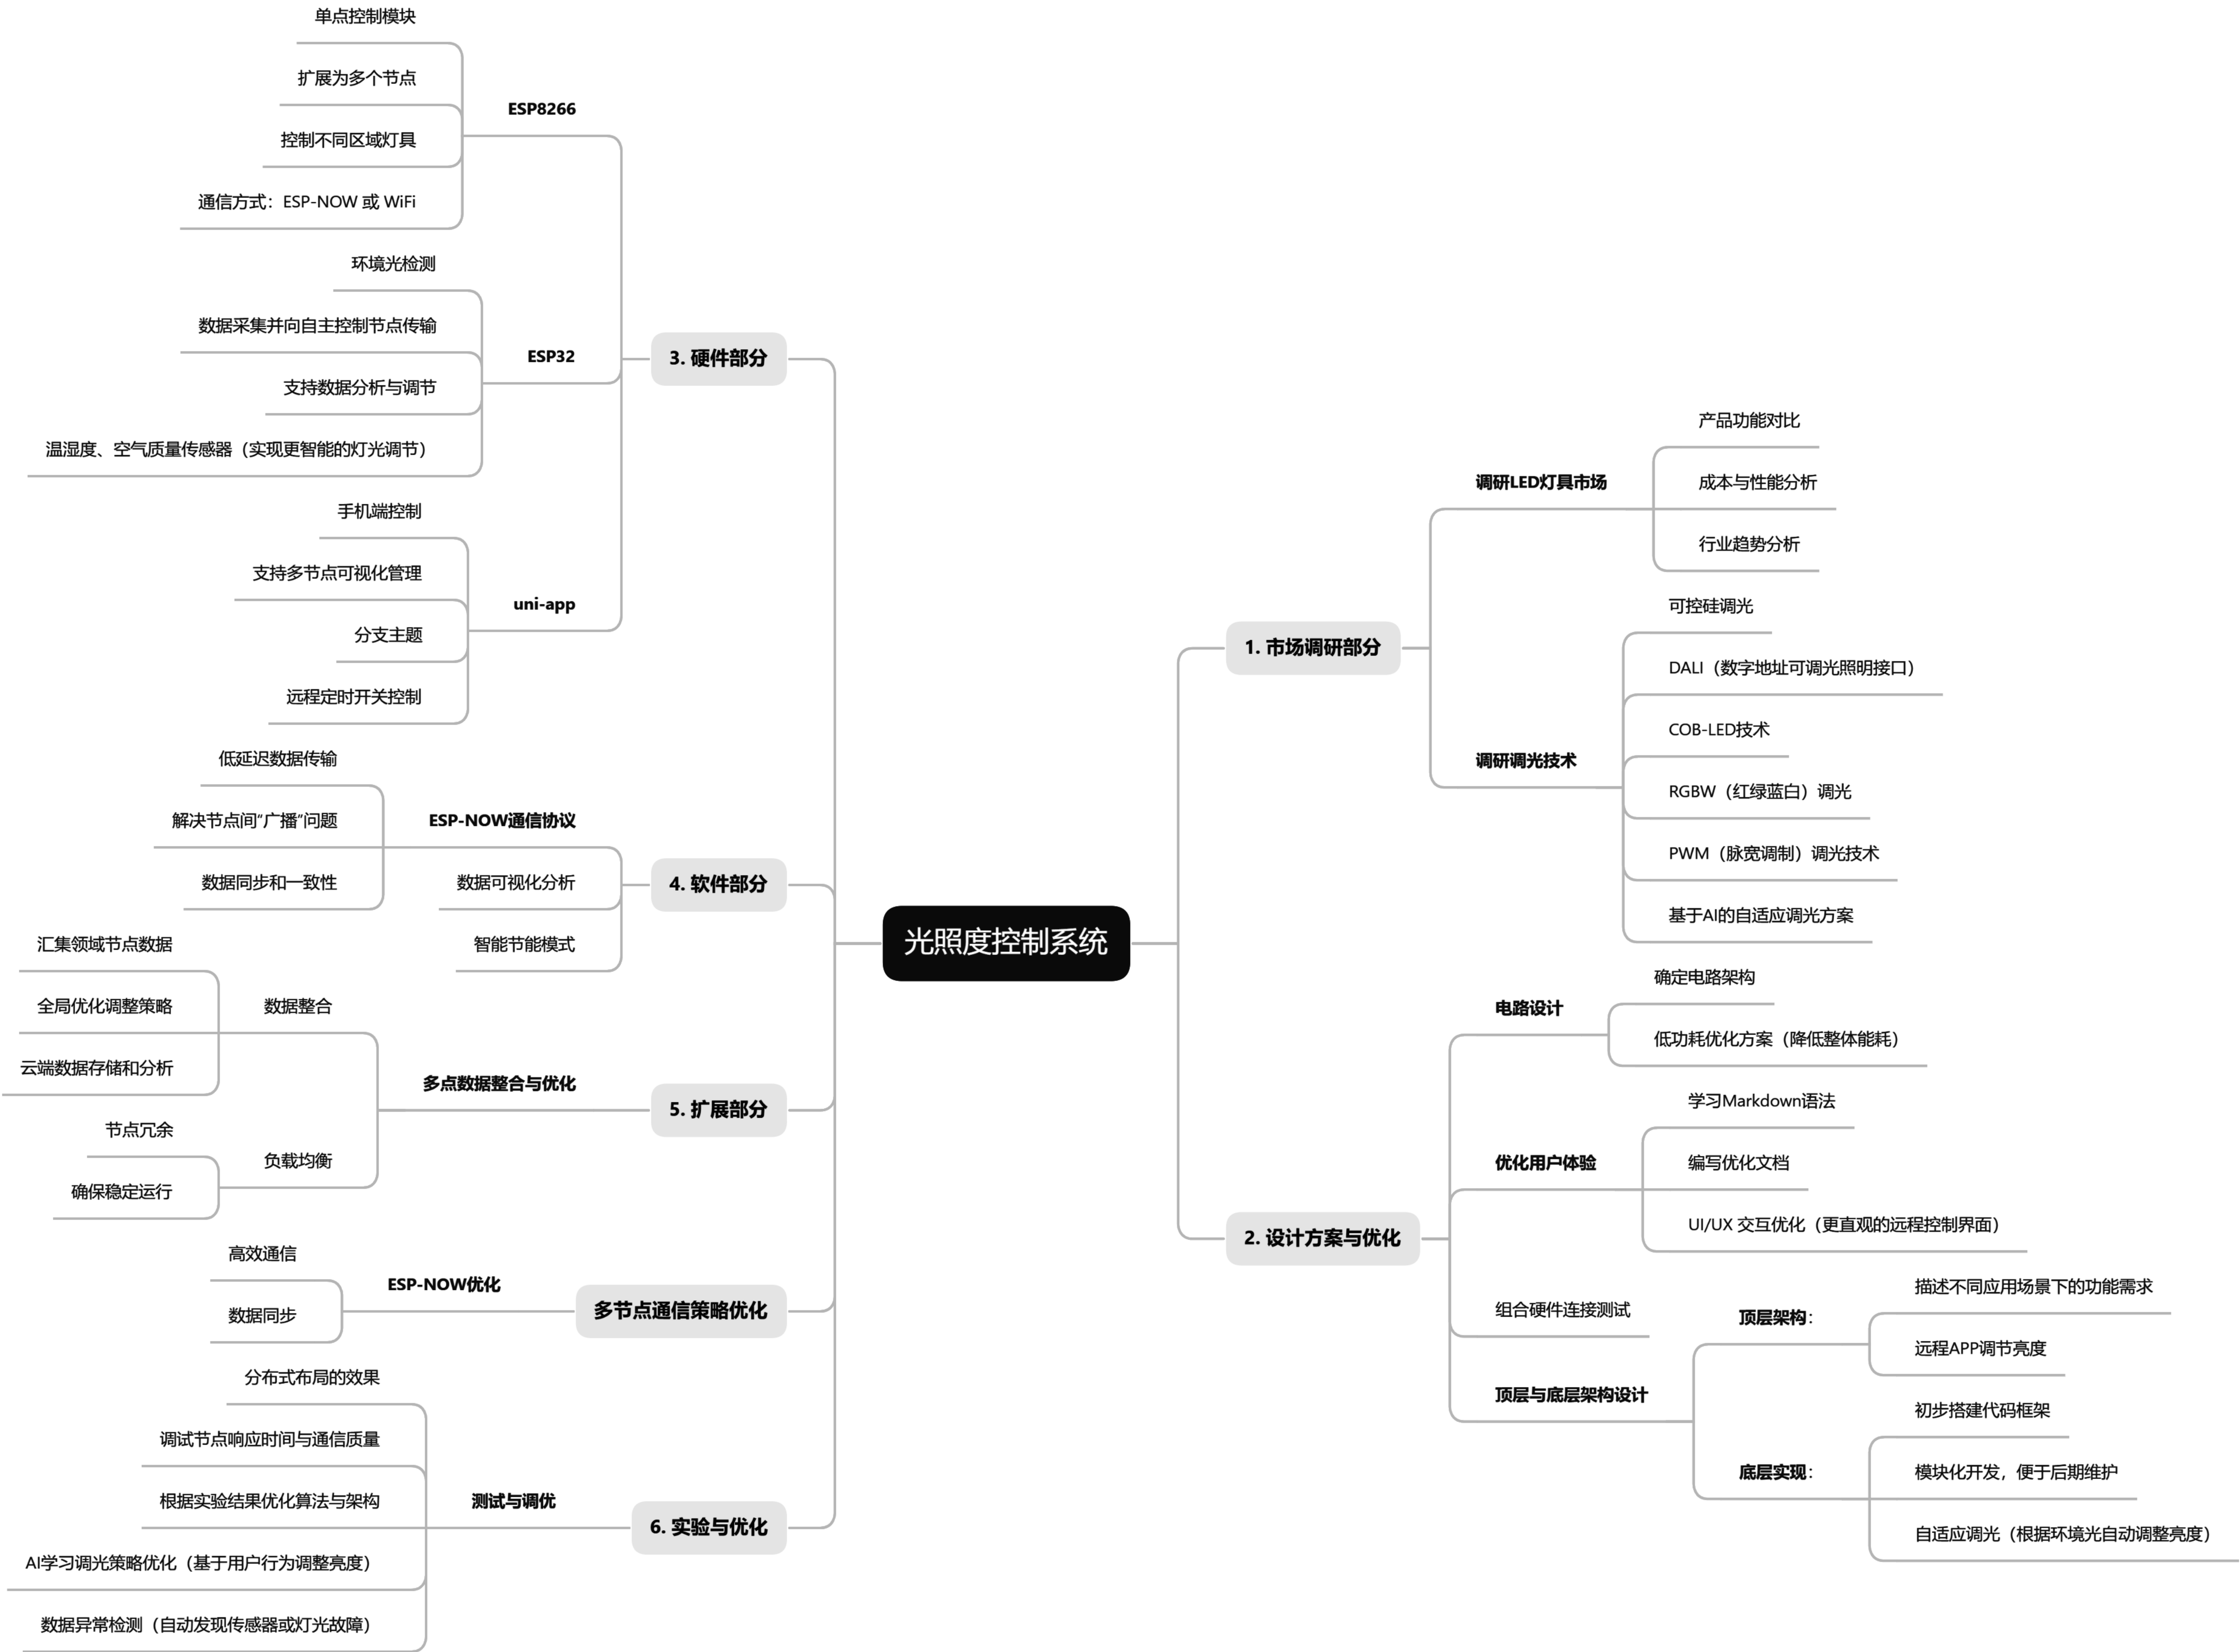 光照度控制系统
1. 市场调研部分
调研LED灯具市场
产品功能对比
成本与性能分析
行业趋势分析
调研调光技术
可控硅调光
DALI（数字地址可调光照明接口）
COB-LED技术
RGBW（红绿蓝白）调光
PWM（脉宽调制）调光技术
基于AI的自适应调光方案
2. 设计方案与优化
电路设计
确定电路架构
低功耗优化方案（降低整体能耗）
优化用户体验
学习Markdown语法
编写优化文档
UI/UX 交互优化（更直观的远程控制界面）
组合硬件连接测试
顶层与底层架构设计
顶层架构：
描述不同应用场景下的功能需求
远程APP调节亮度
底层实现：
初步搭建代码框架
模块化开发，便于后期维护
自适应调光（根据环境光自动调整亮度）
3. 硬件部分
ESP8266
单点控制模块
扩展为多个节点
控制不同区域灯具
通信方式：ESP-NOW 或 WiFi
ESP32
环境光检测
数据采集并向自主控制节点传输
支持数据分析与调节
温湿度、空气质量传感器（实现更智能的灯光调节）
uni-app
手机端控制
支持多节点可视化管理
分支主题
远程定时开关控制
4. 软件部分
ESP-NOW通信协议
低延迟数据传输
解决节点间“广播”问题
数据同步和一致性
数据可视化分析
智能节能模式
5. 扩展部分
多点数据整合与优化
数据整合
汇集领域节点数据
全局优化调整策略
云端数据存储和分析
负载均衡
节点冗余
确保稳定运行
多节点通信策略优化
ESP-NOW优化
高效通信
数据同步
6. 实验与优化
测试与调优
分布式布局的效果
调试节点响应时间与通信质量
根据实验结果优化算法与架构
AI学习调光策略优化（基于用户行为调整亮度）
数据异常检测（自动发现传感器或灯光故障）